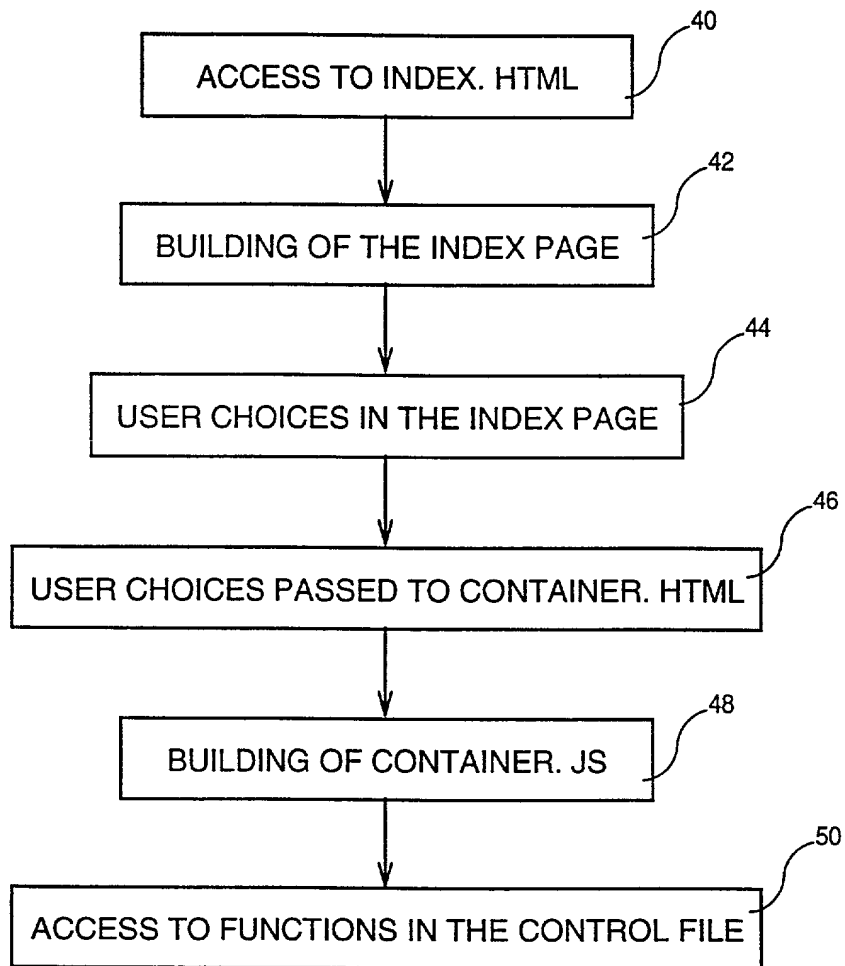 40
ACCESS TO INDEX. HTML
42
BUILDING OF THE INDEX PAGE
44
USER CHOICES IN THE INDEX PAGE
46
USER CHOICES PASSED TO CONTAINER. HTML
48
BUILDING OF CONTAINER. JS
50
ACCESS TO FUNCTIONS IN THE CONTROL FILE